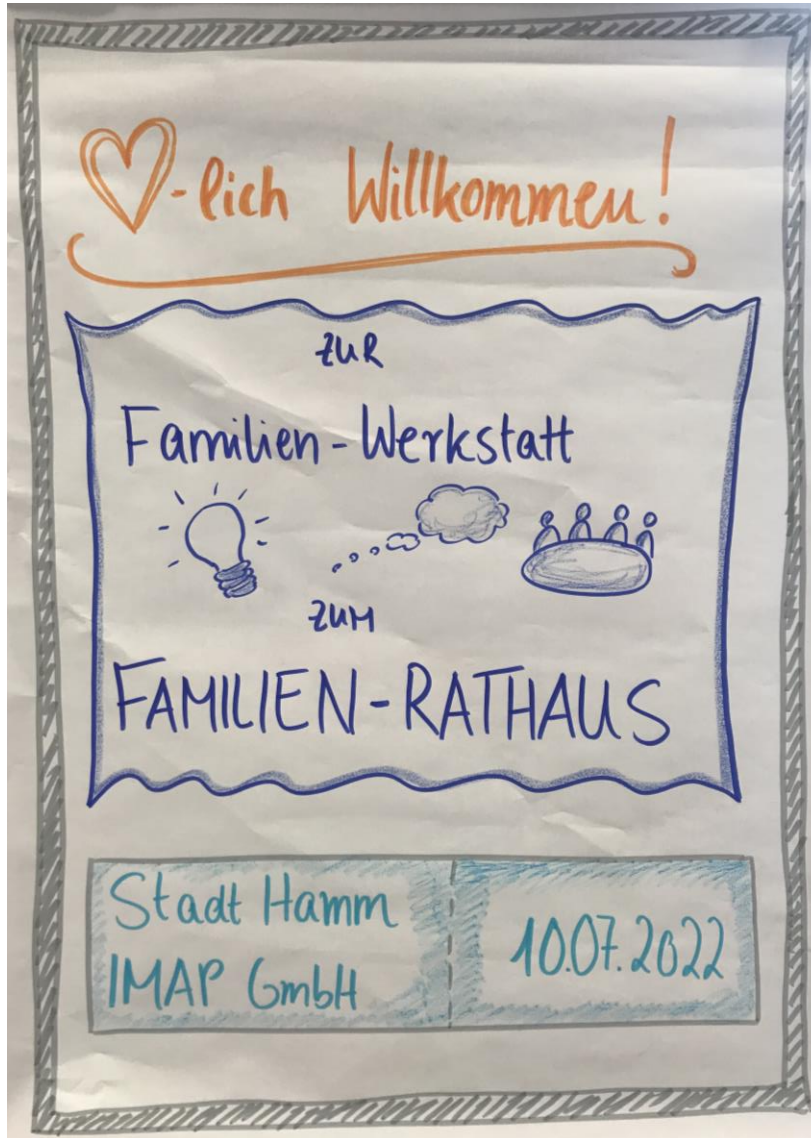 ♡-lich Willkommen!
ZUR
Familien-Werkstatt
ZUM
FAMILIEN-RATHAUS
Stadt Hamm
IMAP GmbH
10.07.2022